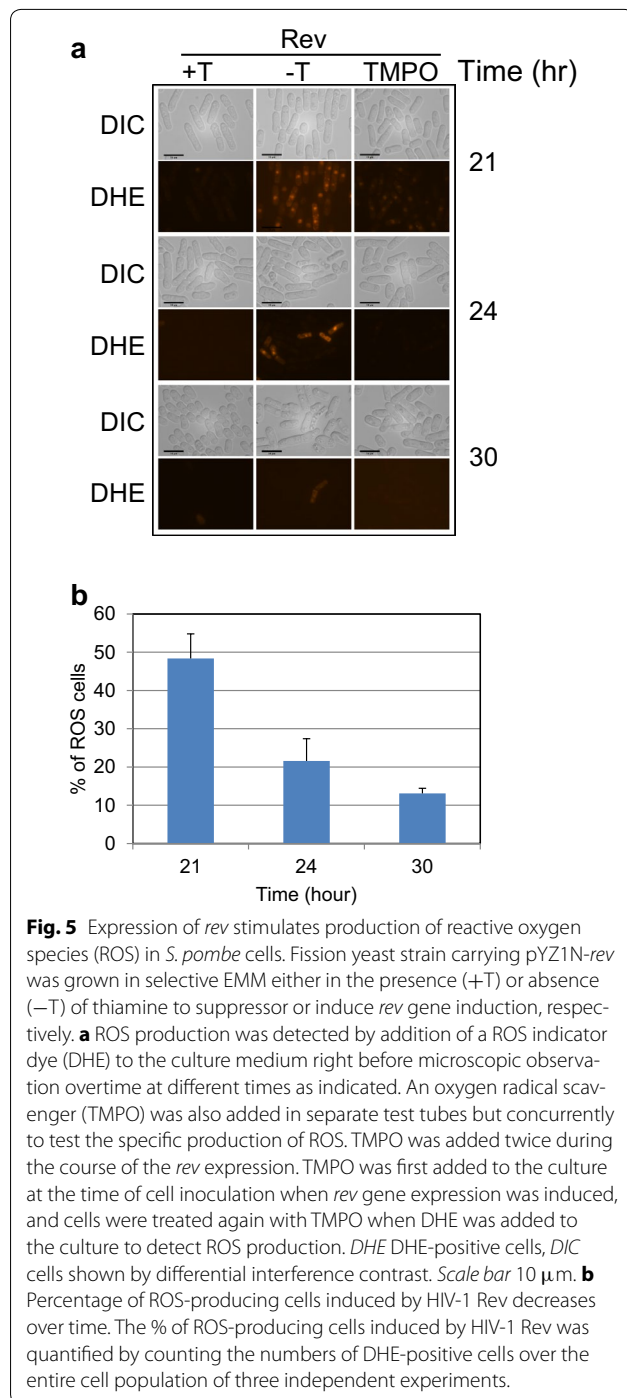 a
Rev
+T -T TMPO Time (hr)
DIC
21
DHE
DIC
24
DHE
DIC
30
DHE
b
60
50
40
30
20
10
0
% of ROS cells
21 24 30
Time (hour)
Fig. 5 Expression of rev stimulates production of reactive oxygen
species (ROS) in S. pombe cells. Fission yeast strain carrying pYZ1N-rev
was grown in selective EMM either in the presence (+T) or absence
(−T) of thiamine to suppressor or induce rev gene induction, respec-
tively. a ROS production was detected by addition of a ROS indicator
dye (DHE) to the culture medium right before microscopic observa-
tion overtime at different times as indicated. An oxygen radical scav-
enger (TMPO) was also added in separate test tubes but concurrently
to test the specific production of ROS. TMPO was added twice during
the course of the rev expression. TMPO was first added to the culture
at the time of cell inoculation when rev gene expression was induced,
and cells were treated again with TMPO when DHE was added to
the culture to detect ROS production. DHE DHE-positive cells, DIC
cells shown by differential interference contrast. Scale bar 10 μm. b
Percentage of ROS-producing cells induced by HIV-1 Rev decreases
over time. The % of ROS-producing cells induced by HIV-1 Rev was
quantified by counting the numbers of DHE-positive cells over the
entire cell population of three independent experiments.